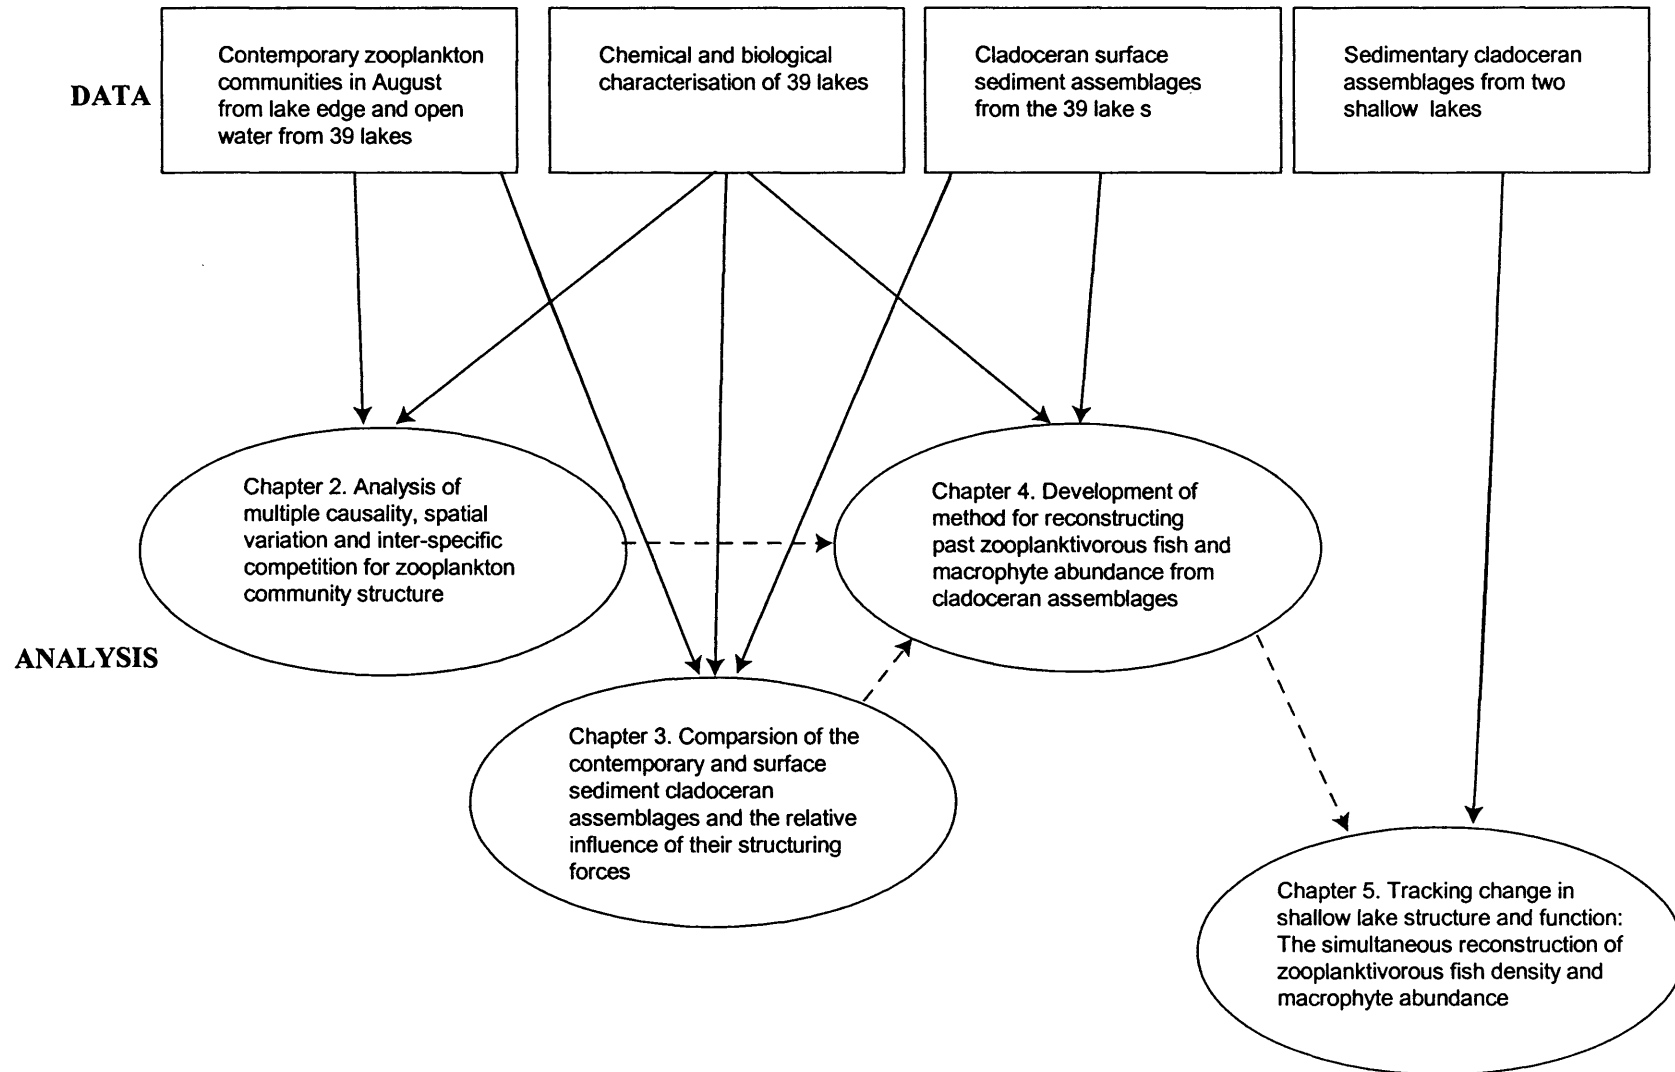 DATA
Contemporary zooplankton
communities in August
from lake edge and open
water from 39 lakes
Chemical and biological
characterisation of 39 lakes
Cladoceran surface
sediment assemblages
from the 39 lake s
Sedimentary cladoceran
assemblages from two
shallow lakes
ANALYSIS
Chapter 2. Analysis of
multiple causality, spatial
variation and inter-specific
competition for zooplankton
community structure
Chapter 4. Development of
method for reconstructing
past zooplanktivorous fish and
macrophyte abundance from
cladoceran assemblages
Chapter 3. Comparsion of the
contemporary and surface
sediment cladoceran
assemblages and the relative
influence of their structuring
forces
Chapter 5. Tracking change in
shallow lake structure and function:
The simultaneous reconstruction of
zooplanktivorous fish density and
macrophyte abundance